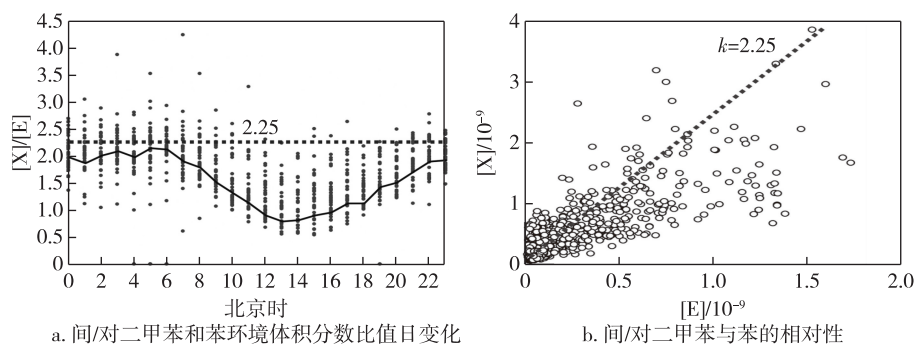 4.5
4.0
3.5
3.0
2.5
2.0
1.5
1.0
0.5
0
[X]/[E]
2.25
0 2 4 6 8 10 12 14 16 18 20 22
北京时
a. 间/对二甲苯和苯环境体积分数比值日变化
4
3
2
1
0
[X]/10⁻⁹
k=2.25
0 0.5 1.0 1.5 2.0
[E]/10⁻⁹
b. 间/对二甲苯与苯的相对性